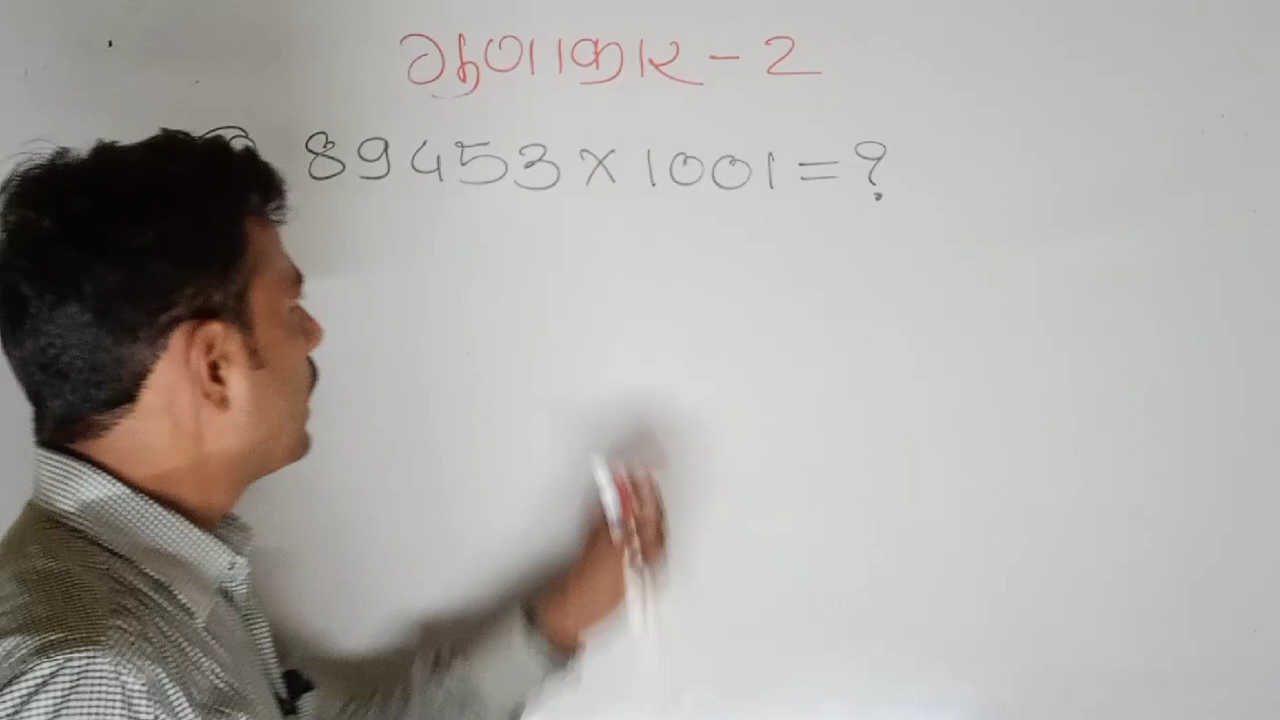 ગુણાકાર - 2
89453 × 1001 = ?